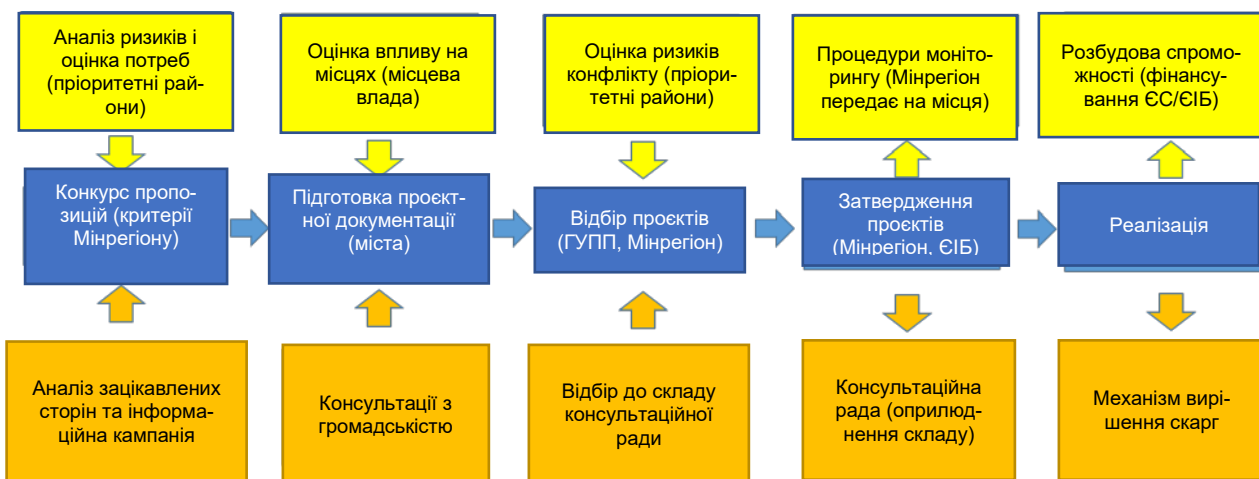 Аналіз ризиків і
оцінка потреб
(пріоритетні рай-
они)
Оцінка впливу на
місцях (місцева
влада)
Оцінка ризиків
конфлікту (пріори-
тетні райони)
Процедури моніто-
рингу (Мінрегіон
передає на місця)
Розбудова спромо-
жності (фінансу-
вання ЄС/ЄІБ)
Конкурс пропо-
зицій (критерії
Мінрегіону)
Підготовка проєкт-
ної документації
(міста)
Відбір проєктів
(ГУПП, Мінрегіон)
Затвердження
проєктів
(Мінрегіон, ЄІБ)
Реалізація
Аналіз зацікавлених
сторін та інформа-
ційна кампанія
Консультації з
громадськістю
Відбір до складу
консультаційної
ради
Консультаційна
рада (оприлюд-
нення складу)
Механізм вирі-
шення скарг